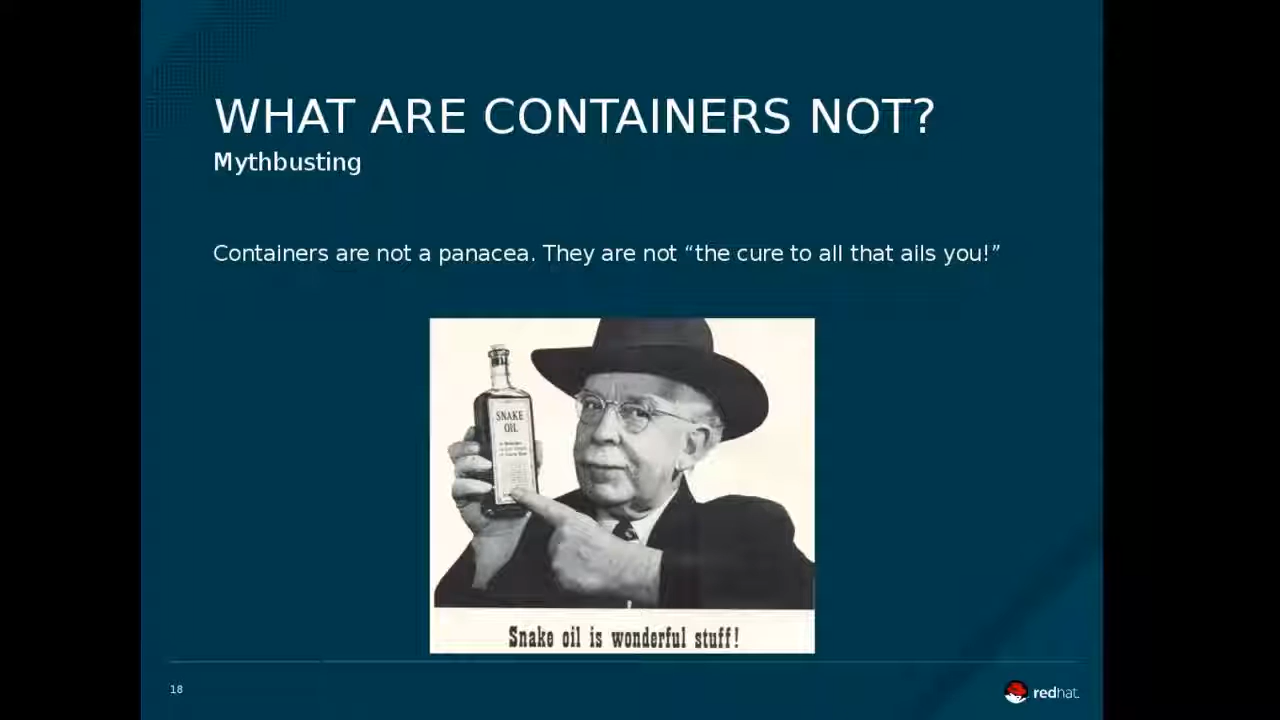 WHAT ARE CONTAINERS NOT?
Mythbusting
Containers are not a panacea. They are not “the cure to all that ails you!”
SNAKE
OIL
Snake oil is wonderful stuff!
18
redhat.